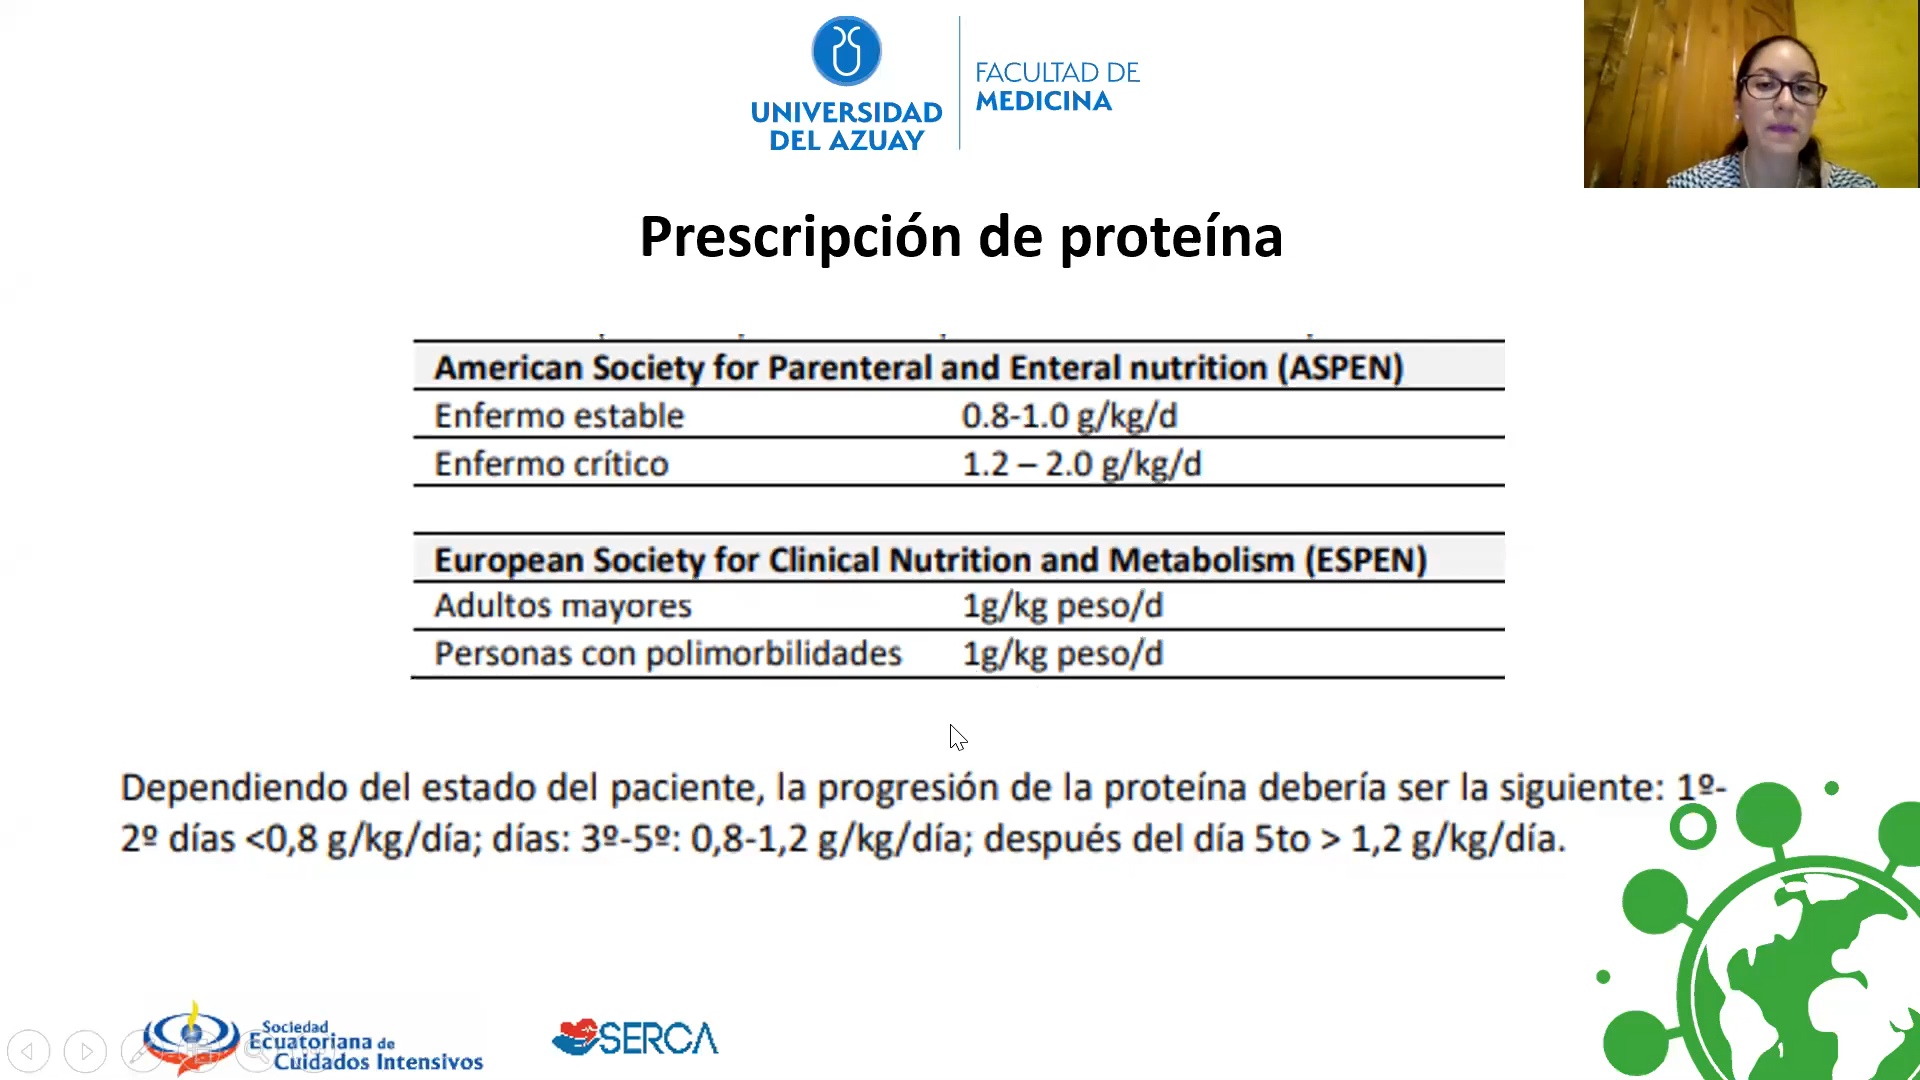 UNIVERSIDAD
DEL AZUAY
FACULTAD DE
MEDICINA
Prescripción de proteína
American Society for Parenteral and Enteral nutrition (ASPEN)
Enfermo estable 0.8-1.0 g/kg/d
Enfermo crítico 1.2 – 2.0 g/kg/d
European Society for Clinical Nutrition and Metabolism (ESPEN)
Adultos mayores 1g/kg peso/d
Personas con polimorbilidades 1g/kg peso/d
Dependiendo del estado del paciente, la progresión de la proteína debería ser la siguiente: 1º-
2º días <0,8 g/kg/día; días: 3º-5º: 0,8-1,2 g/kg/día; después del día 5to > 1,2 g/kg/día.
Sociedad
Ecuatoriana de
Cuidados Intensivos
SERCA